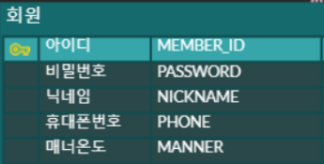 회원
아이디 MEMBER_ID
비밀번호 PASSWORD
닉네임 NICKNAME
휴대폰번호 PHONE
매너온도 MANNER